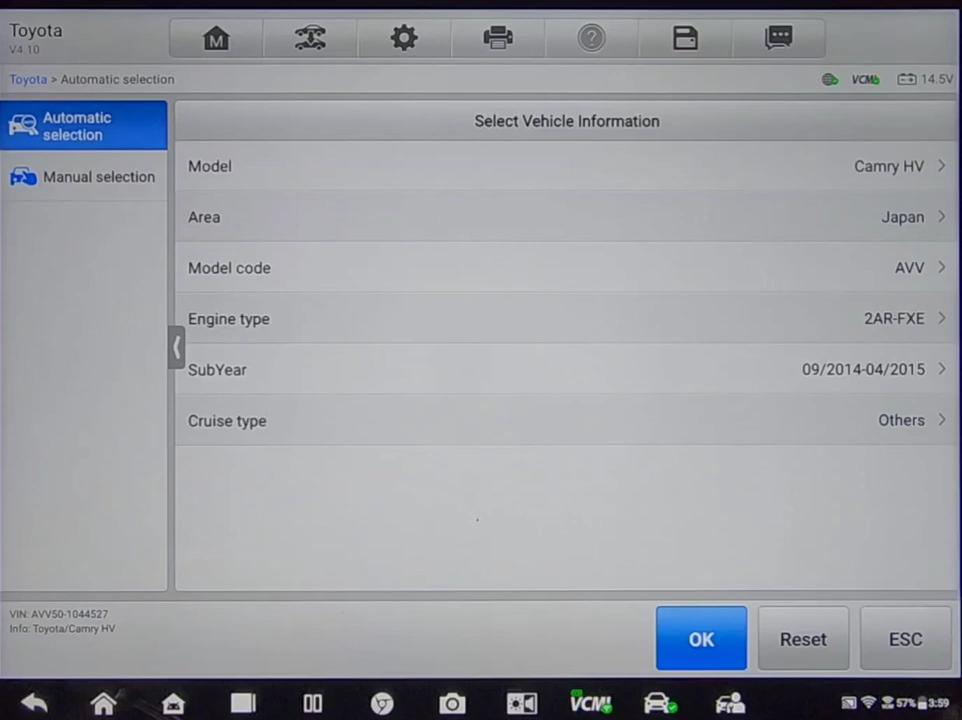 Toyota
V4.10
Toyota > Automatic selection
VCMI
14.5V
Automatic
selection
Manual selection
Select Vehicle Information
Model Camry HV
Area Japan
Model code AVV
Engine type 2AR-FXE
SubYear 09/2014-04/2015
Cruise type Others
VIN: AVV50-1044527
Info: Toyota/Camry HV
OK
Reset
ESC
VCMI
57% 3:59